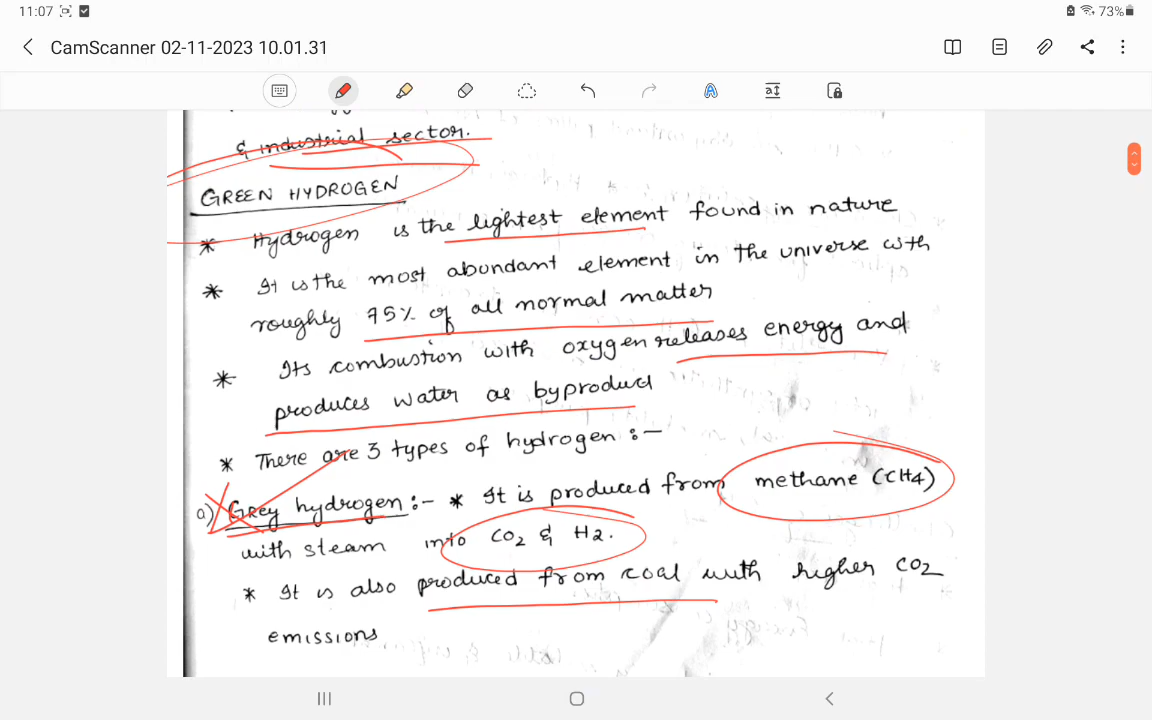 11:07
73%
CamScanner 02-11-2023 10.01.31
& industrial sector.
GREEN HYDROGEN
* Hydrogen is the lightest element found in nature
* It is the most abundant element in the universe with
roughly 75% of all normal matter
* Its combustion with oxygen releases energy and
produces water as byproduct
* There are 3 types of hydrogen :-
a) Grey hydrogen :- * It is produced from methane (CH4)
with steam into CO2 & H2.
* It is also produced from coal with higher CO2
emissions